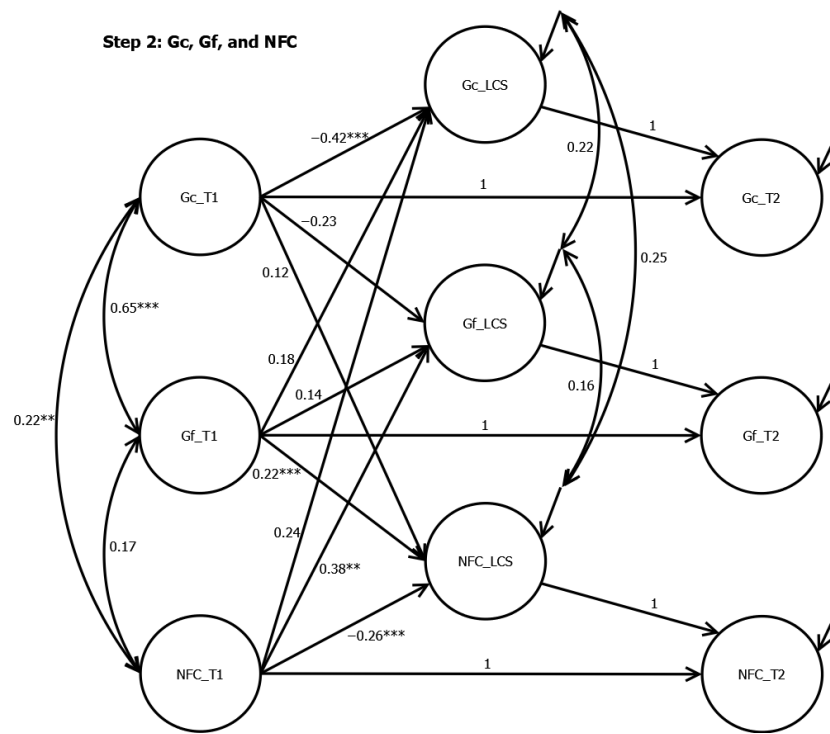 Step 2: Gc, Gf, and NFC
Gc_LCS
−0.42***
1
0.22
Gc_T1
1
Gc_T2
−0.23
0.25
0.12
0.65***
Gf_LCS
0.18
1
0.16
0.14
0.22**
Gf_T1
1
Gf_T2
0.22***
0.24
0.17
0.38**
NFC_LCS
1
−0.26***
1
NFC_T1
NFC_T2